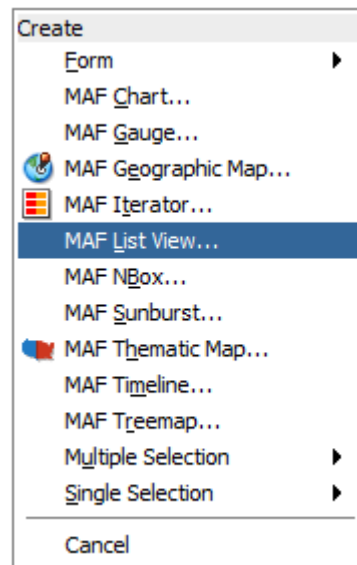 Create
Form
MAF Chart...
MAF Gauge...
MAF Geographic Map...
MAF Iterator...
MAF List View...
MAF NBox...
MAF Sunburst...
MAF Thematic Map...
MAF Timeline...
MAF Treemap...
Multiple Selection
Single Selection
Cancel